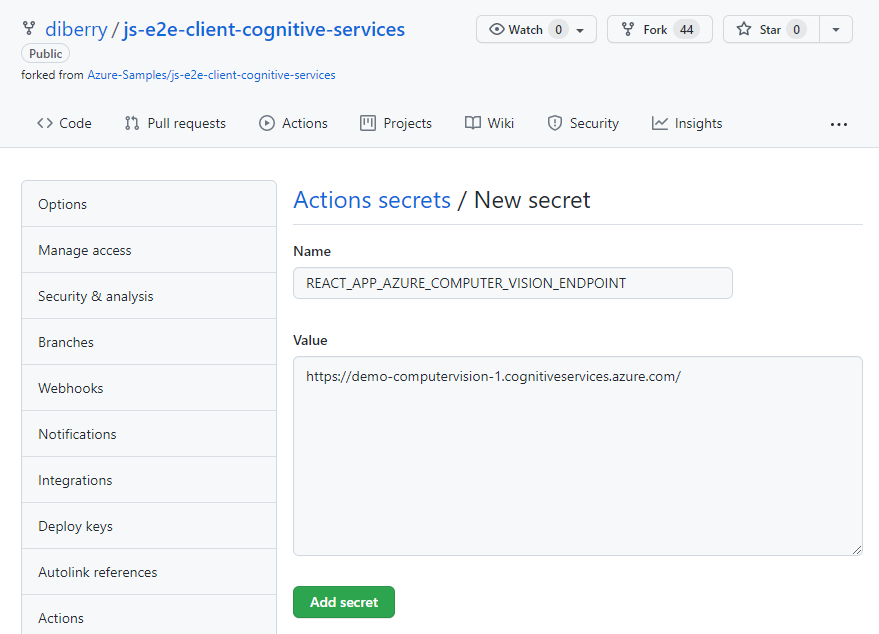 diberry / js-e2e-client-cognitive-services
Watch 0
Fork 44
Star 0
Public
forked from Azure-Samples/js-e2e-client-cognitive-services
Code
Pull requests
Actions
Projects
Wiki
Security
Insights
Options
Manage access
Security & analysis
Branches
Webhooks
Notifications
Integrations
Deploy keys
Autolink references
Actions
Actions secrets / New secret
Name
REACT_APP_AZURE_COMPUTER_VISION_ENDPOINT
Value
https://demo-computervision-1.cognitiveservices.azure.com/
Add secret